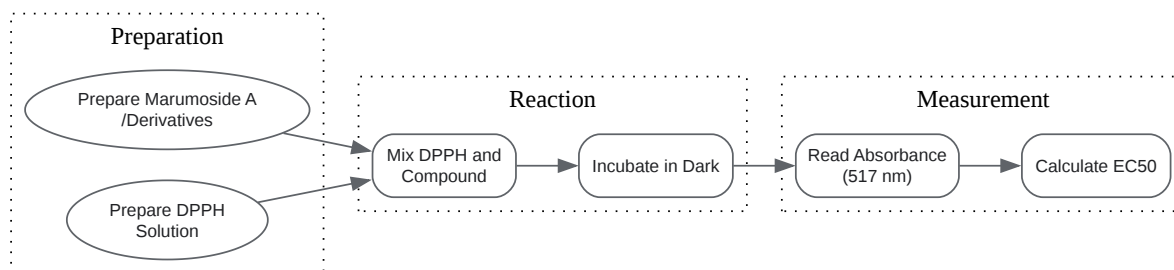 Preparation
Prepare Marumoside A
/Derivatives
Prepare DPPH
Solution
Reaction
Mix DPPH and
Compound
Incubate in Dark
Measurement
Read Absorbance
(517 nm)
Calculate EC50